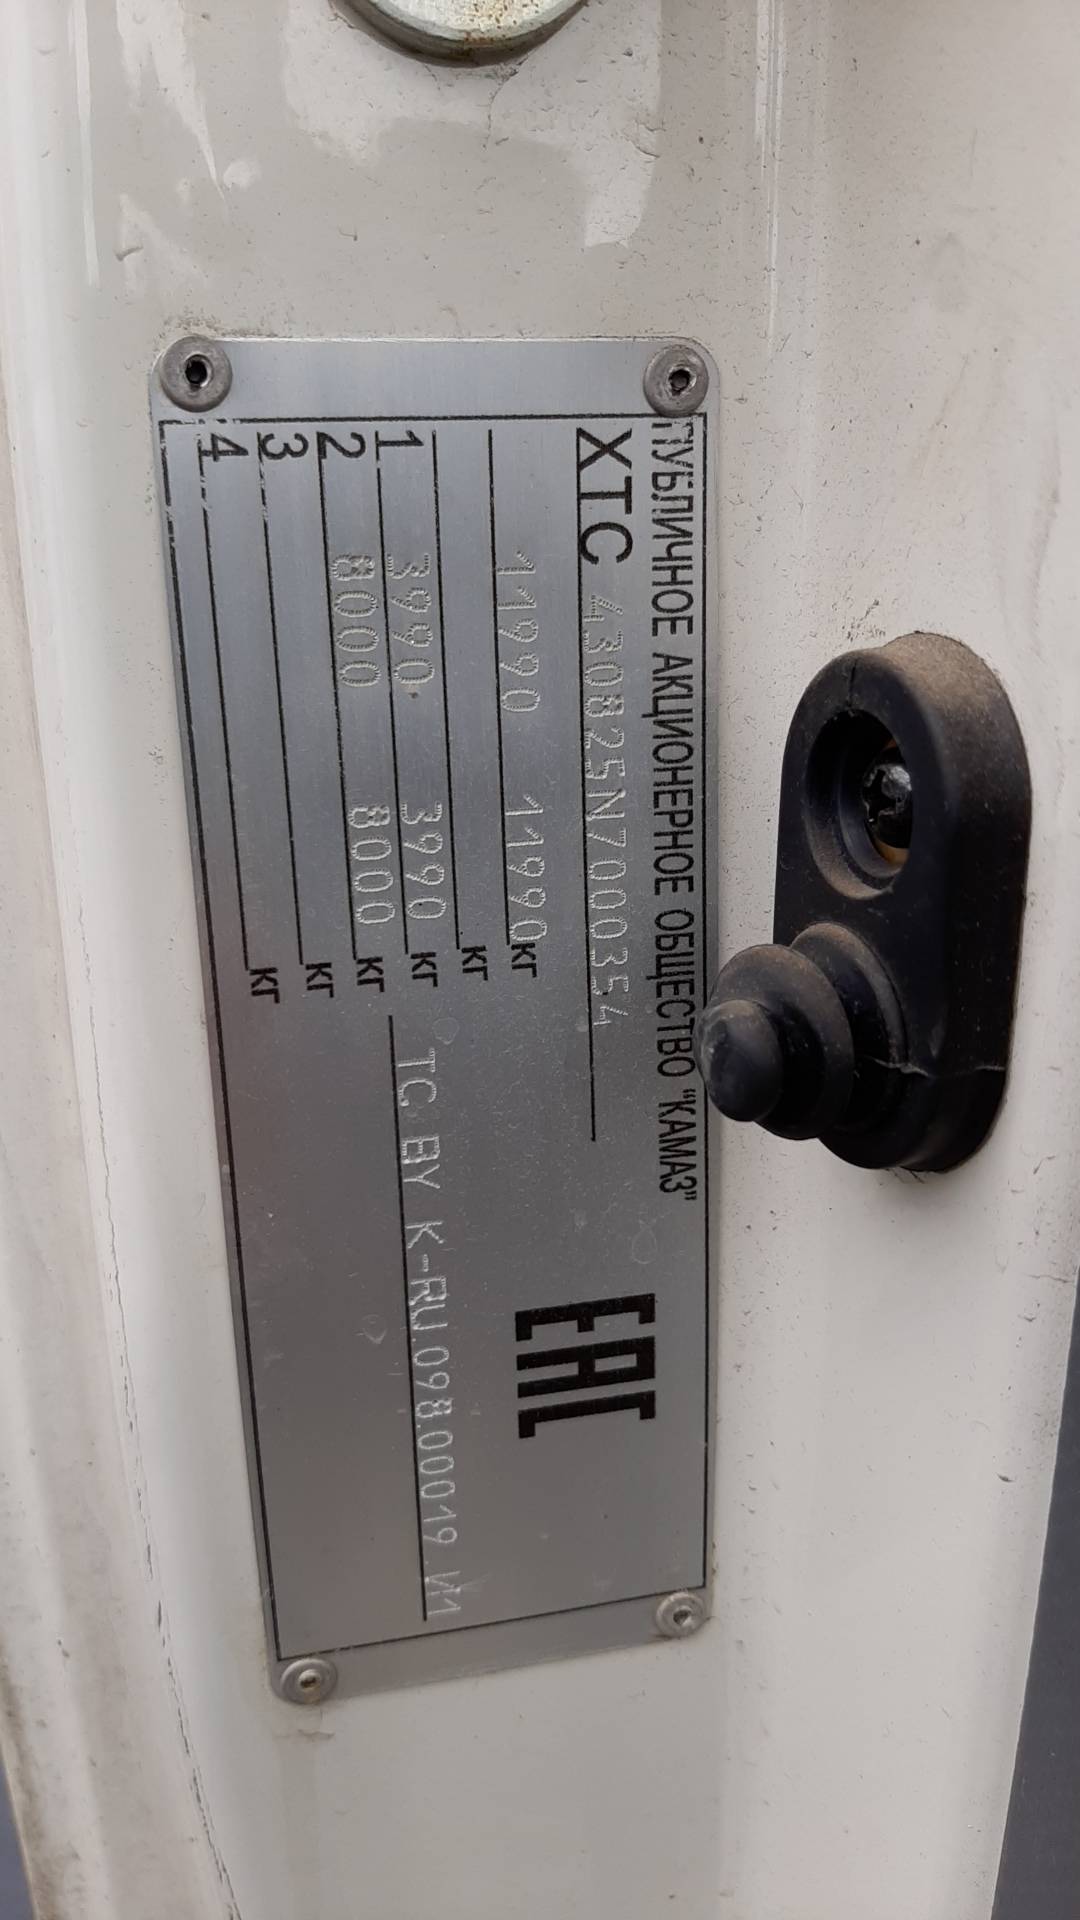 ПУБЛИЧНОЕ АКЦИОНЕРНОЕ ОБЩЕСТВО "КАМАЗ"
XTC 430825N7000354
EAC
11990 11990 КГ
КГ
1 3990 3990 КГ
2 8000 8000 КГ
3 КГ
4 КГ
TC BY K-RU.098.00019.И1